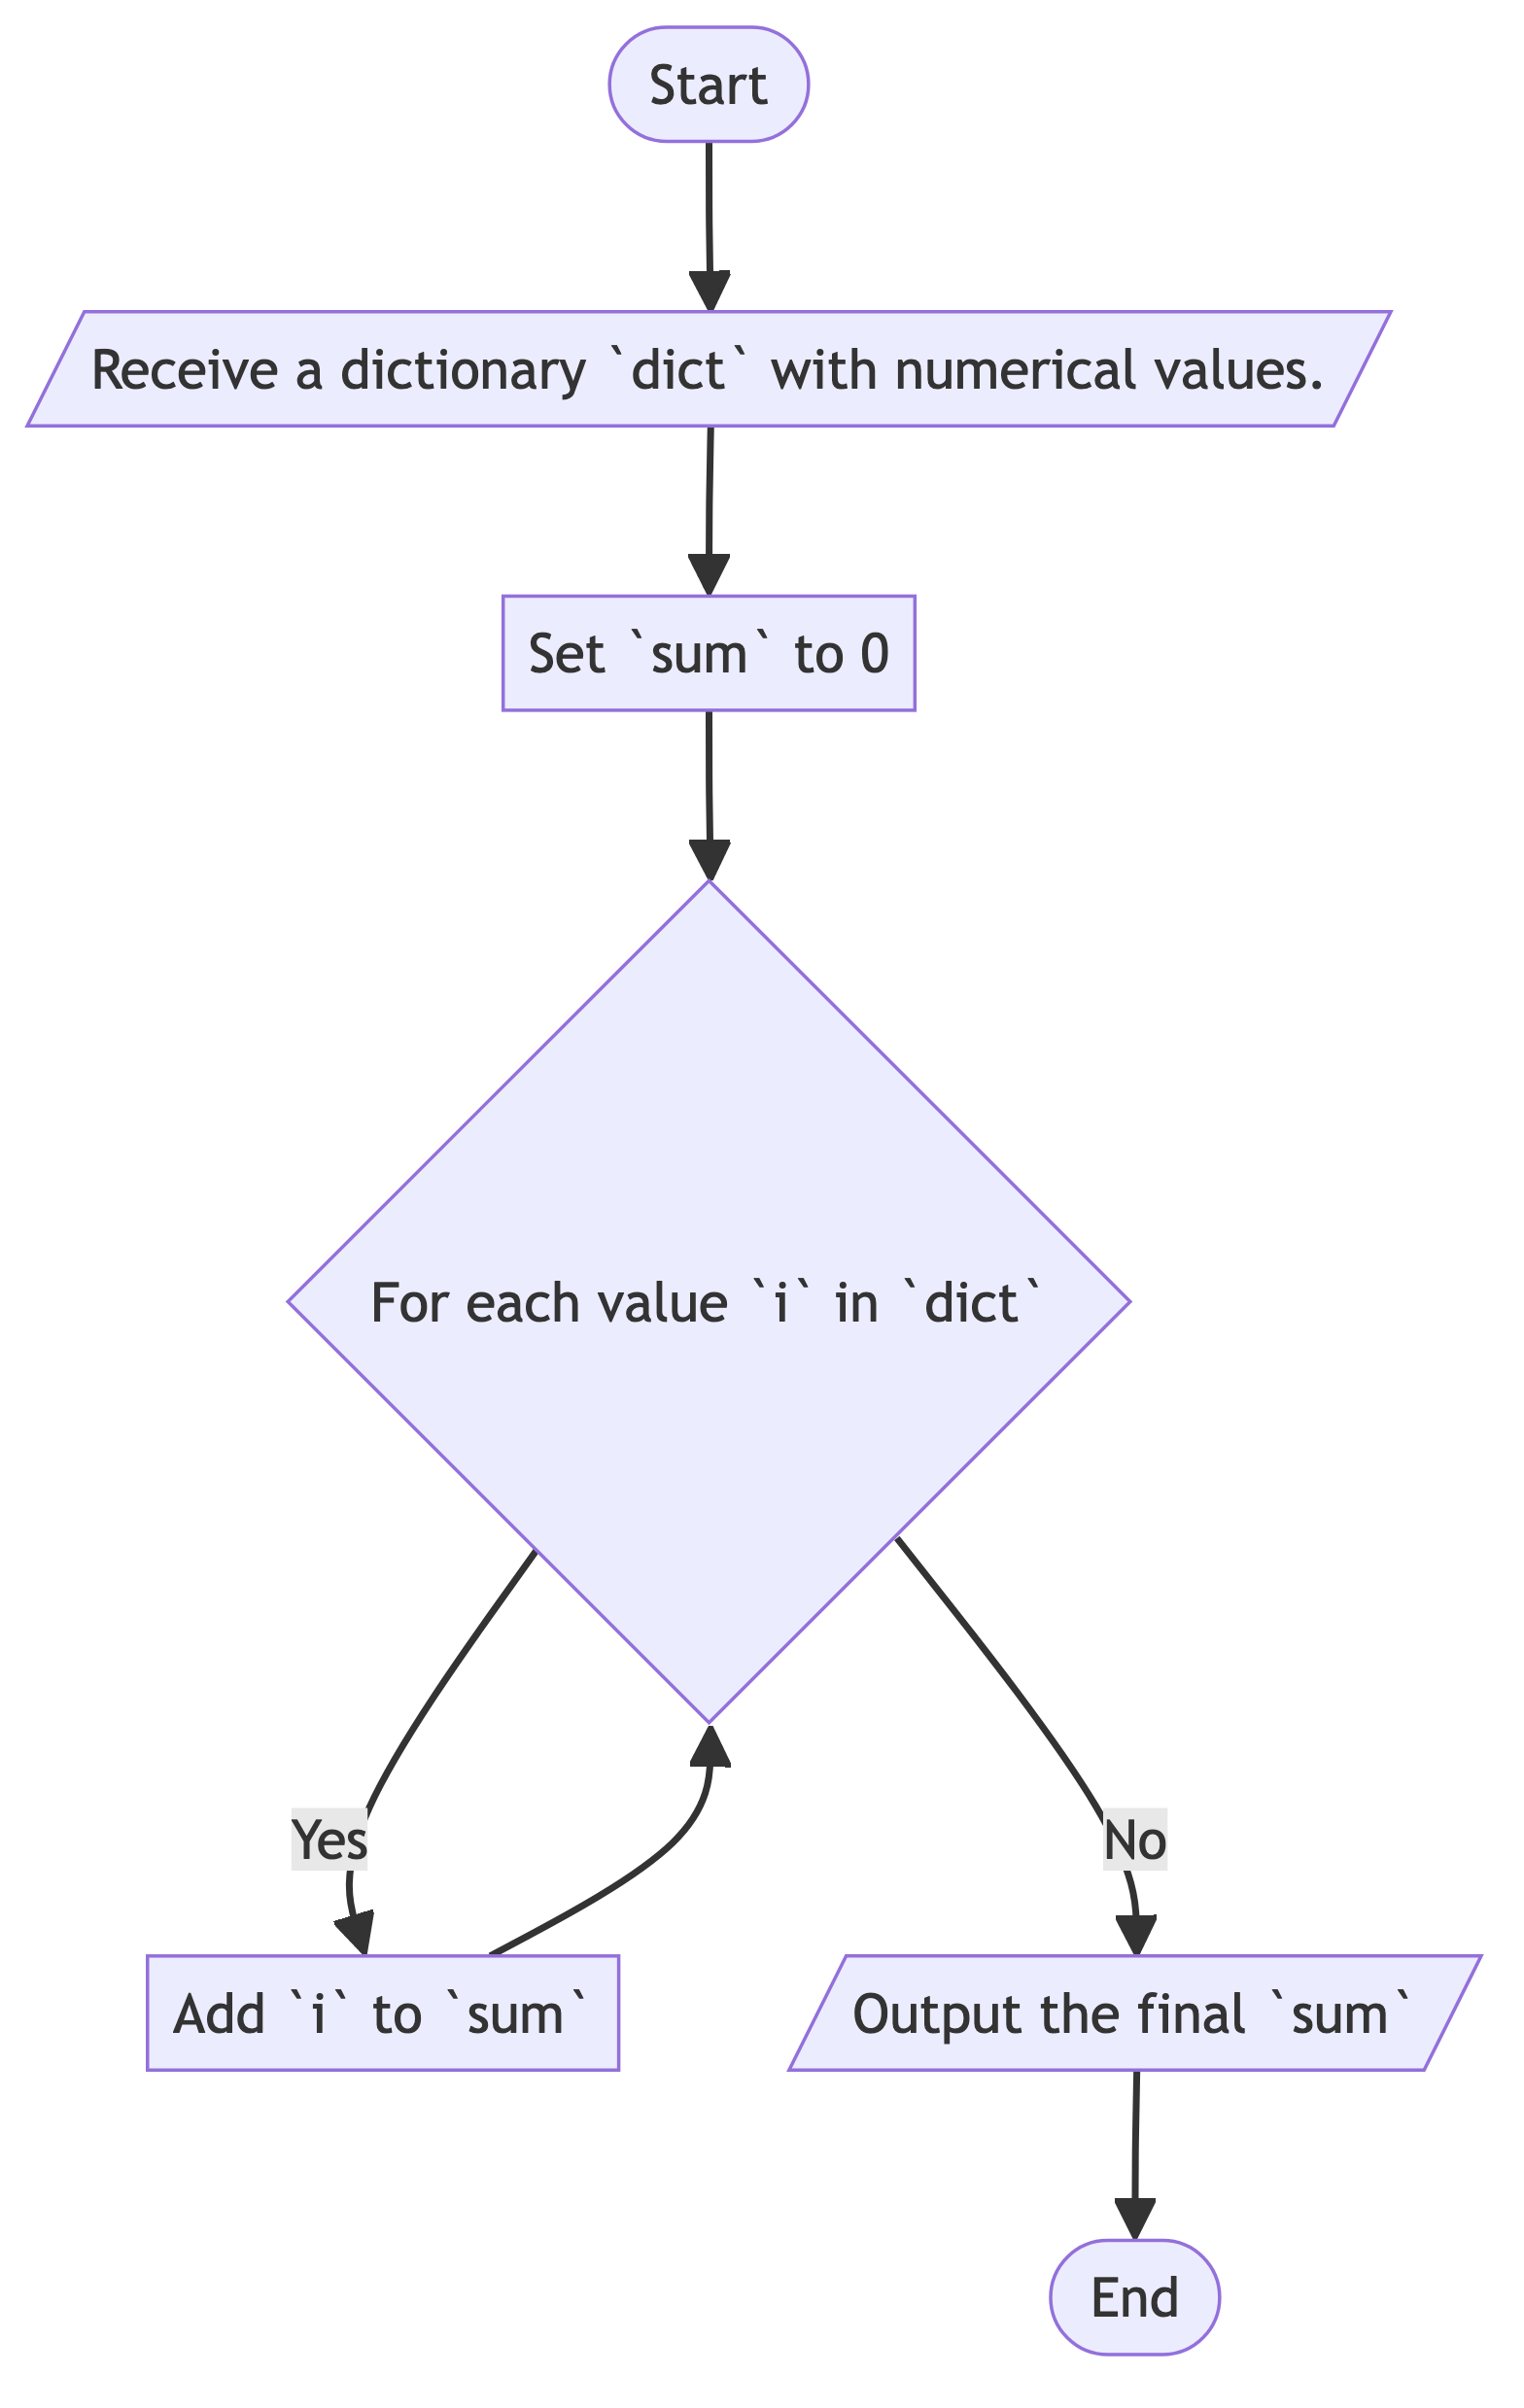 Start
Receive a dictionary `dict` with numerical values.
Set `sum` to 0
For each value `i` in `dict`
Yes
No
Add `i` to `sum`
Output the final `sum`
End